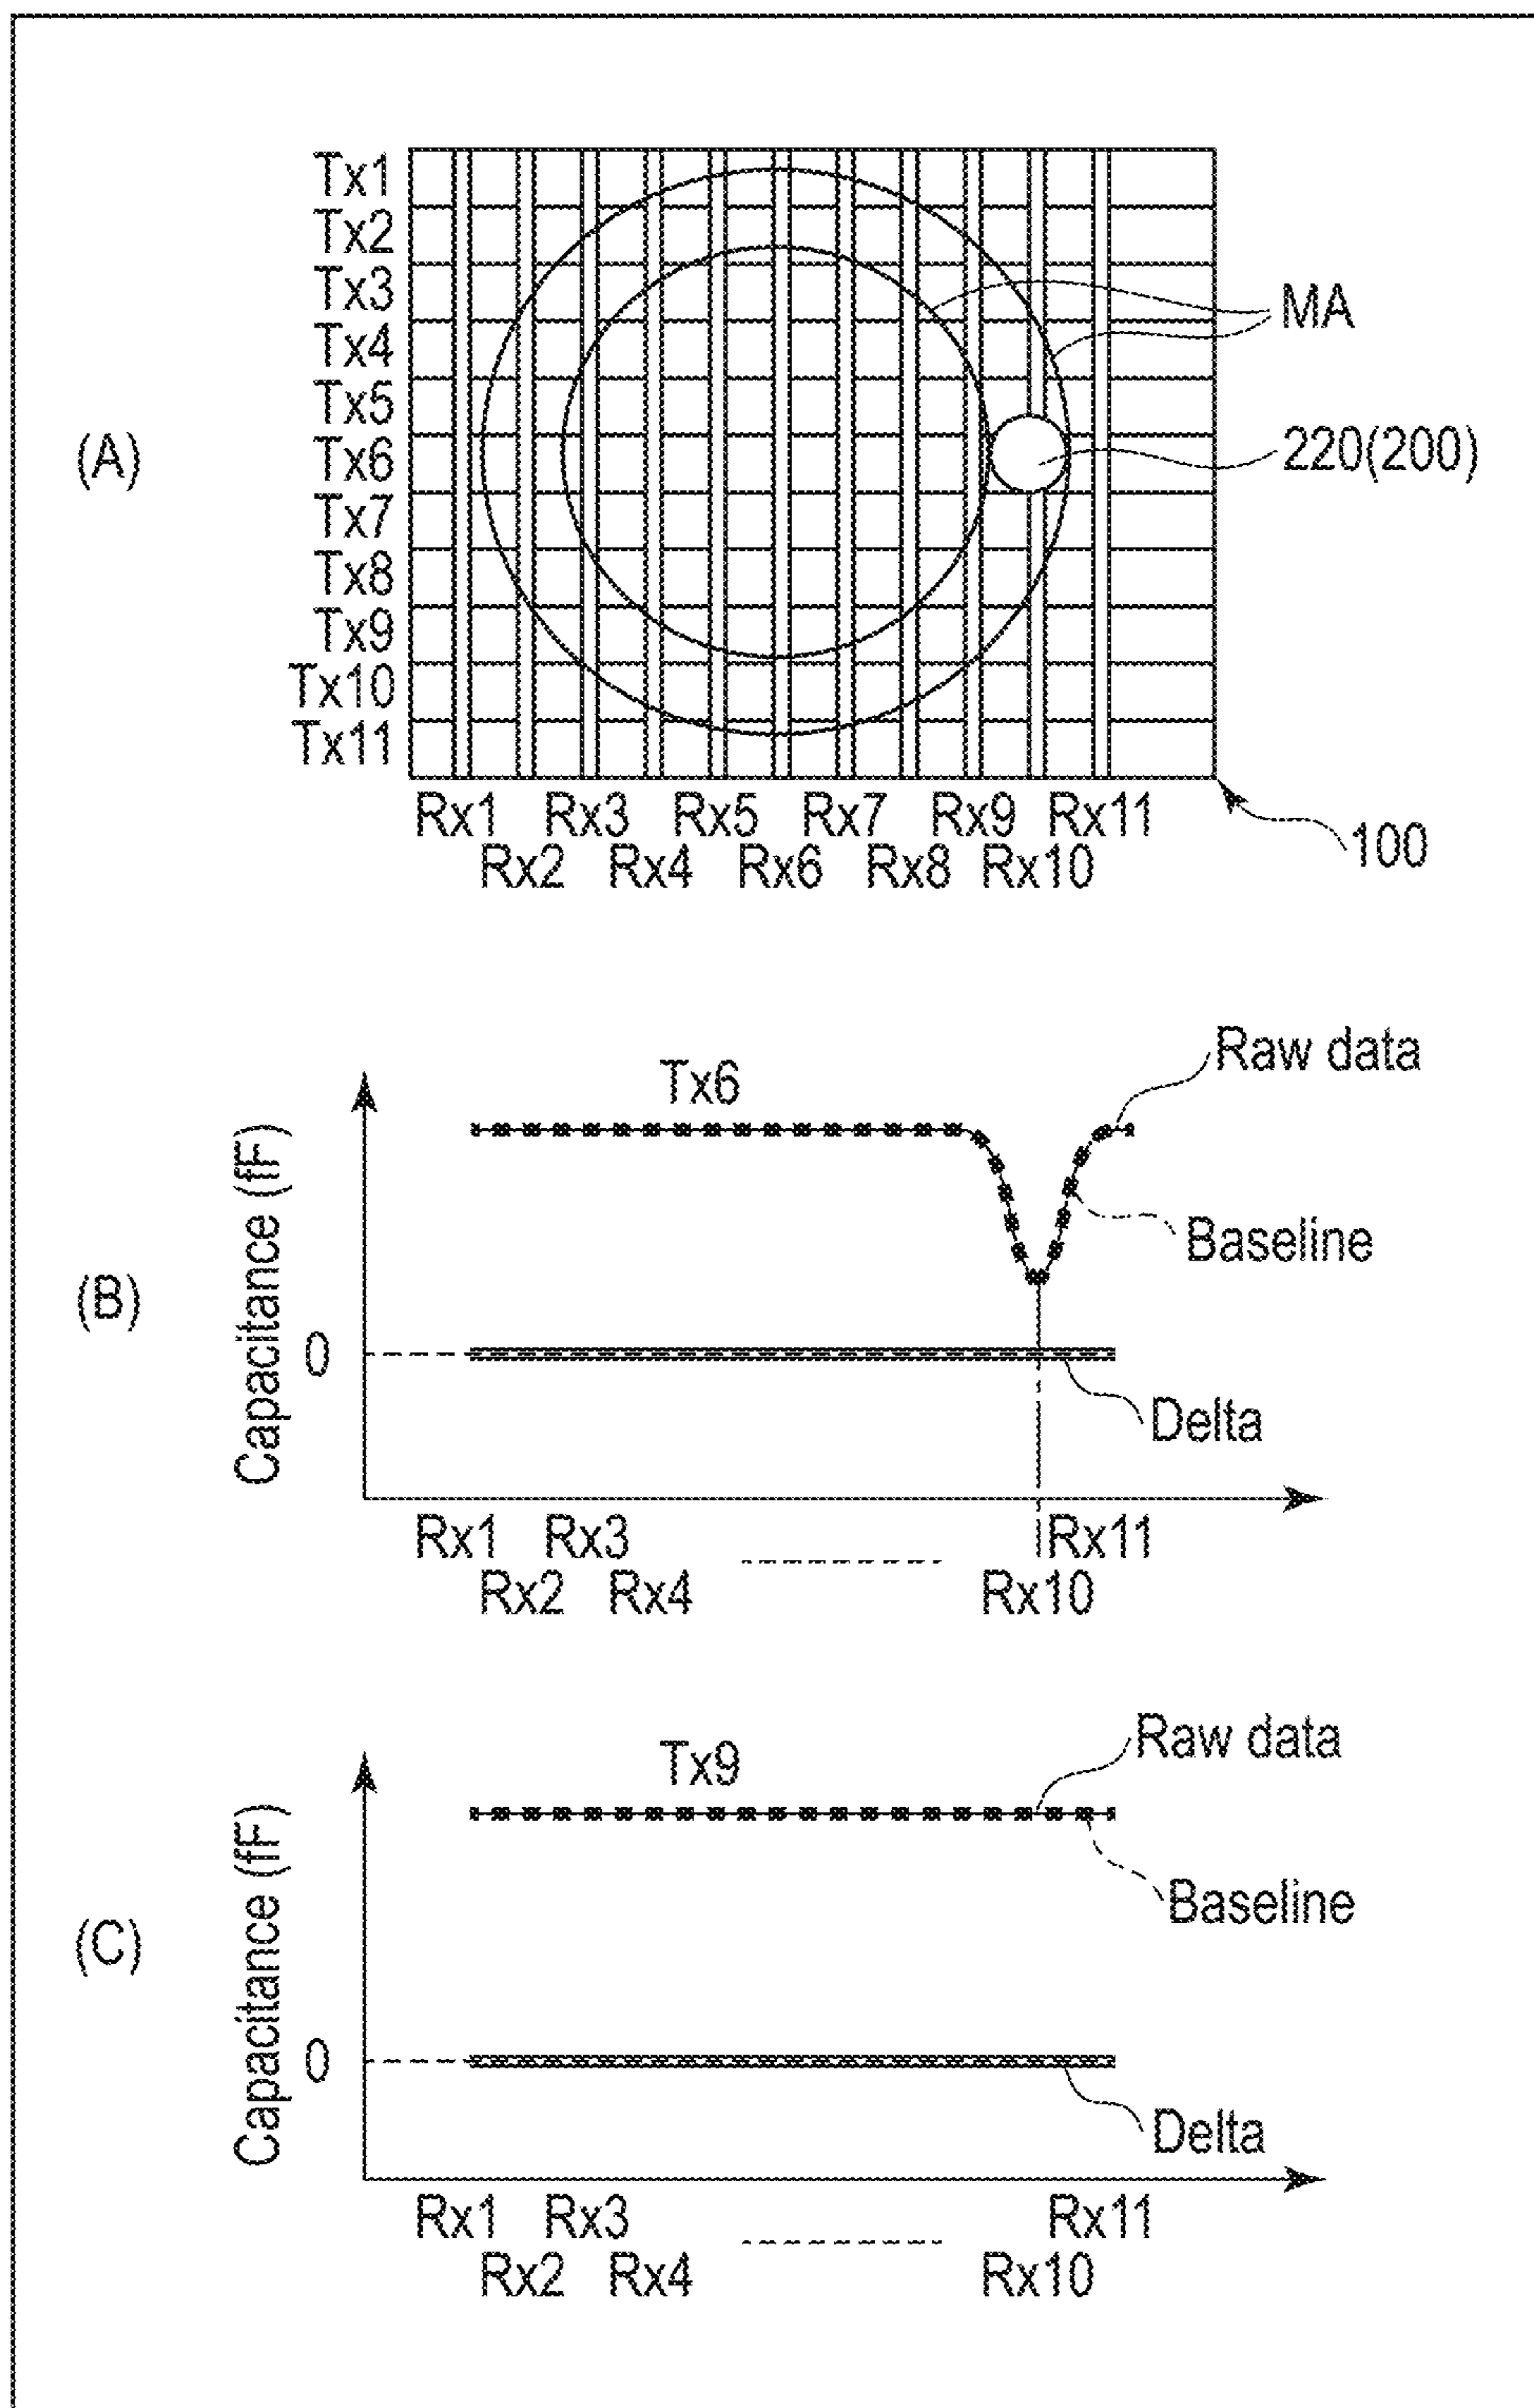 (A)
Tx1
Tx2
Tx3
Tx4
Tx5
Tx6
Tx7
Tx8
Tx9
Tx10
Tx11
MA
220(200)
Rx1 Rx3 Rx5 Rx7 Rx9 Rx11
Rx2 Rx4 Rx6 Rx8 Rx10
100
(B)
Capacitance (fF)
Tx6
Raw data
Baseline
0
Delta
Rx1 Rx3 Rx11
Rx2 Rx4 Rx10
(C)
Capacitance (fF)
Tx9
Raw data
Baseline
0
Delta
Rx1 Rx3 Rx11
Rx2 Rx4 Rx10